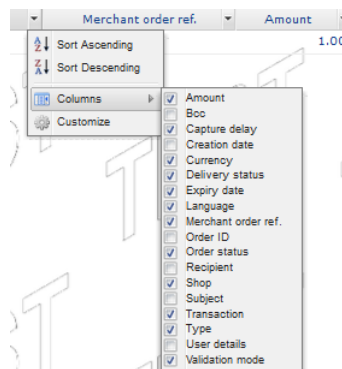 Merchant order ref. Amount
1.00
Sort Ascending
Sort Descending
Columns
Customize
Amount
Bcc
Capture delay
Creation date
Currency
Delivery status
Expiry date
Language
Merchant order ref.
Order ID
Order status
Recipient
Shop
Subject
Transaction
Type
User details
Validation mode